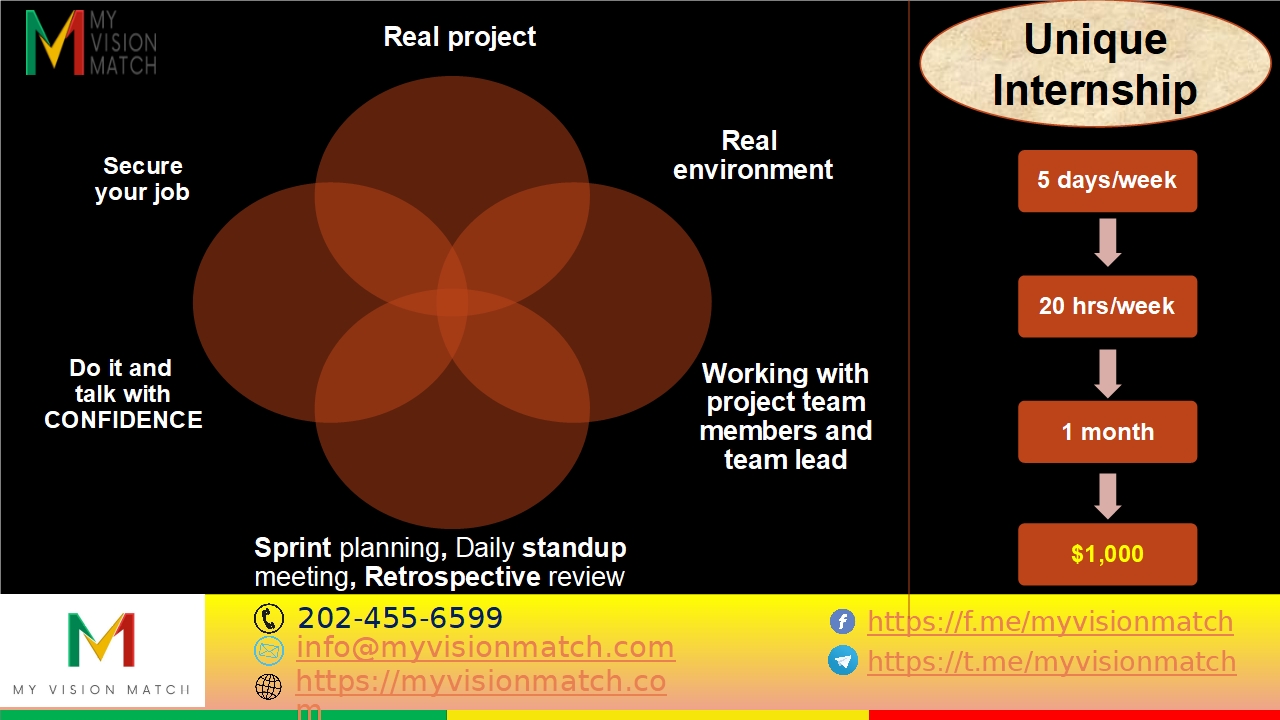 MY
VISION
MATCH
Real project
Unique
Internship
Real
environment
Secure
your job
5 days/week
20 hrs/week
Do it and
talk with
CONFIDENCE
Working with
project team
members and
team lead
1 month
$1,000
Sprint planning, Daily standup
meeting, Retrospective review
MY VISION MATCH
202-455-6599
info@myvisionmatch.com
https://myvisionmatch.co
m
https://f.me/myvisionmatch
https://t.me/myvisionmatch